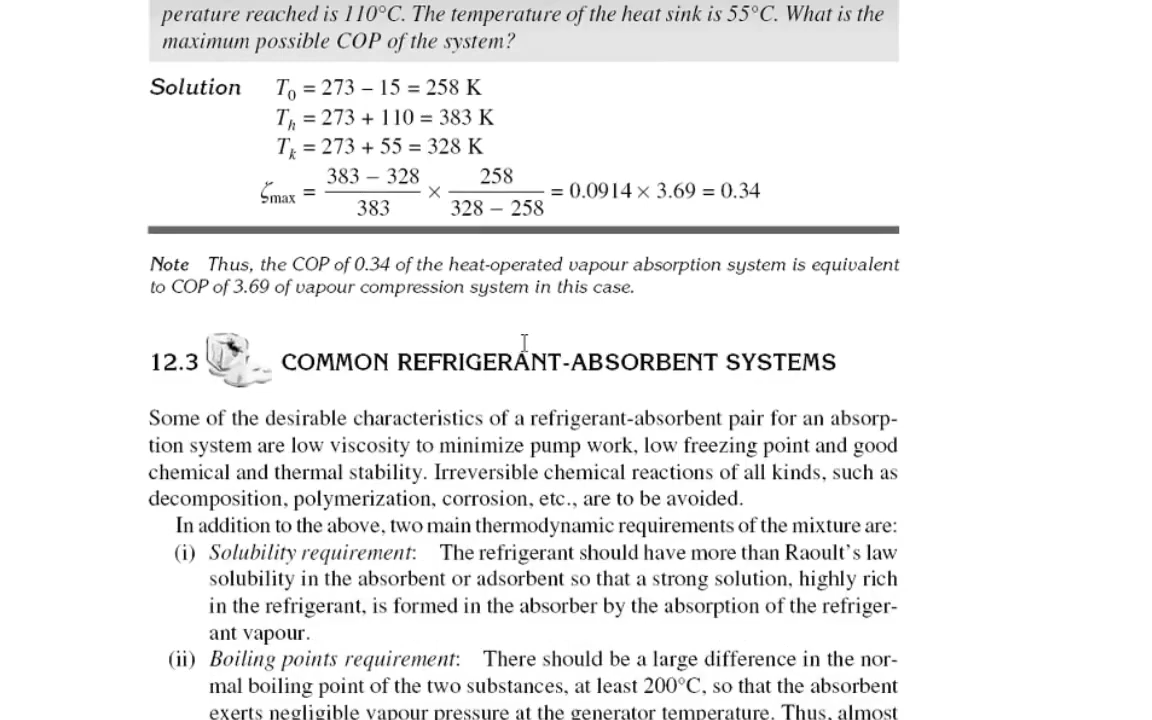 perature reached is 110°C. The temperature of the heat sink is 55°C. What is the
maximum possible COP of the system?
Solution T₀ = 273 – 15 = 258 K
Tₕ = 273 + 110 = 383 K
Tₖ = 273 + 55 = 328 K
ζmax = (383 – 328)/383 × 258/(328 – 258) = 0.0914 × 3.69 = 0.34
Note Thus, the COP of 0.34 of the heat-operated vapour absorption system is equivalent
to COP of 3.69 of vapour compression system in this case.
12.3 COMMON REFRIGERANT-ABSORBENT SYSTEMS
Some of the desirable characteristics of a refrigerant-absorbent pair for an absorp-
tion system are low viscosity to minimize pump work, low freezing point and good
chemical and thermal stability. Irreversible chemical reactions of all kinds, such as
decomposition, polymerization, corrosion, etc., are to be avoided.
In addition to the above, two main thermodynamic requirements of the mixture are:
(i) Solubility requirement: The refrigerant should have more than Raoult's law
solubility in the absorbent or adsorbent so that a strong solution, highly rich
in the refrigerant, is formed in the absorber by the absorption of the refriger-
ant vapour.
(ii) Boiling points requirement: There should be a large difference in the nor-
mal boiling point of the two substances, at least 200°C, so that the absorbent
exerts negligible vapour pressure at the generator temperature. Thus, almost